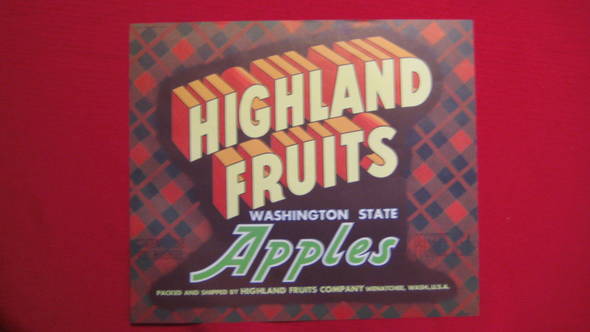 HIGHLAND
FRUITS
WASHINGTON STATE
Apples
PACKED AND SHIPPED BY HIGHLAND FRUITS COMPANY WENATCHEE, WASH., U.S.A.